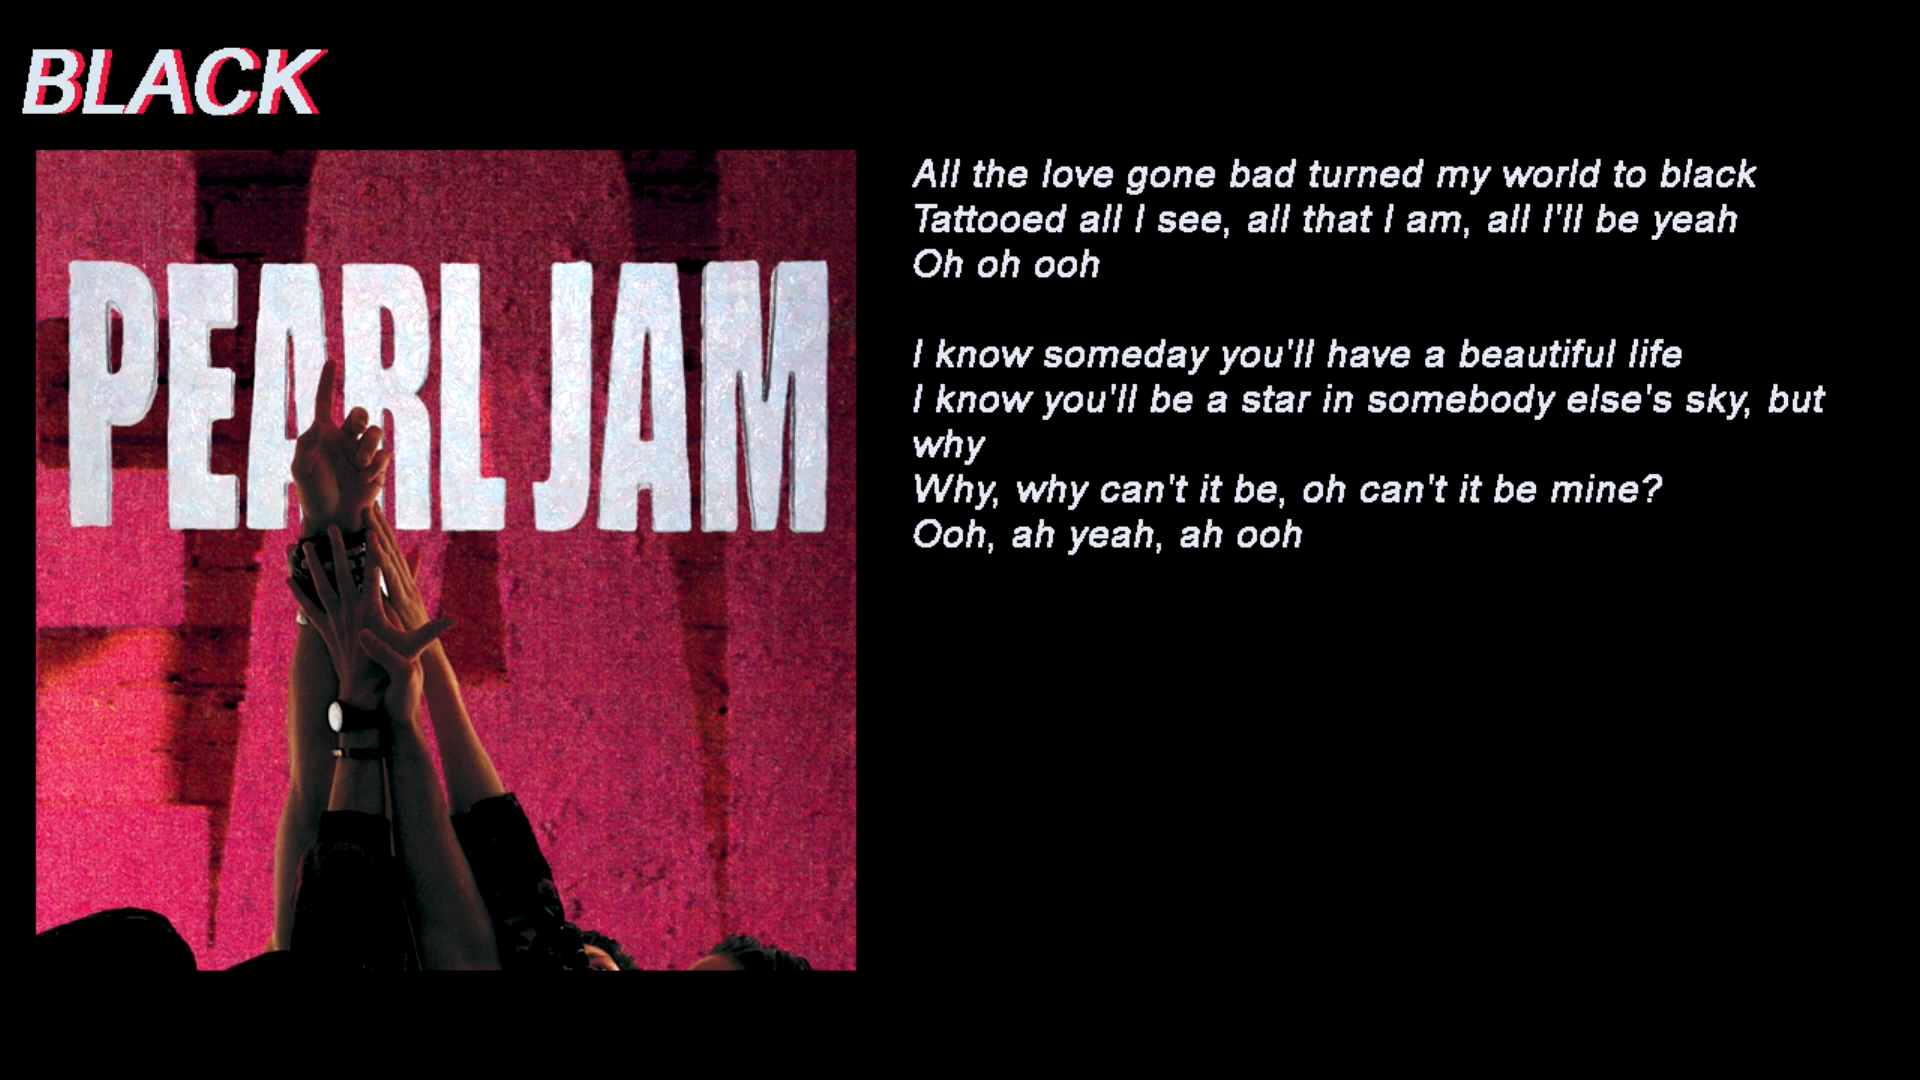 BLACK
PEARL JAM
All the love gone bad turned my world to black
Tattooed all I see, all that I am, all I'll be yeah
Oh oh ooh
I know someday you'll have a beautiful life
I know you'll be a star in somebody else's sky, but
why
Why, why can't it be, oh can't it be mine?
Ooh, ah yeah, ah ooh